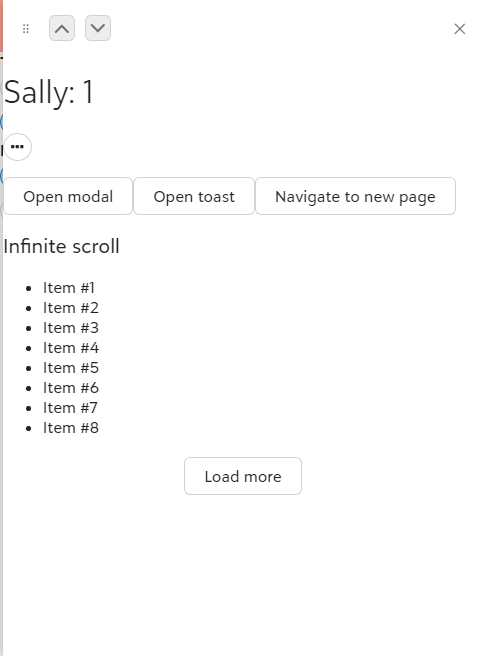 Sally: 1
Open modal Open toast Navigate to new page
Infinite scroll
Item #1
Item #2
Item #3
Item #4
Item #5
Item #6
Item #7
Item #8
Load more